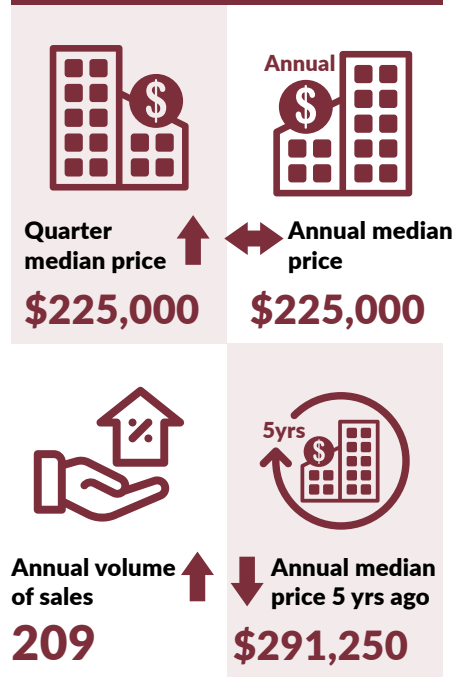 $
Annual
$
Quarter
median price
$225,000
Annual median
price
$225,000
%
Annual volume
of sales
209
5yrs
$
Annual median
price 5 yrs ago
$291,250